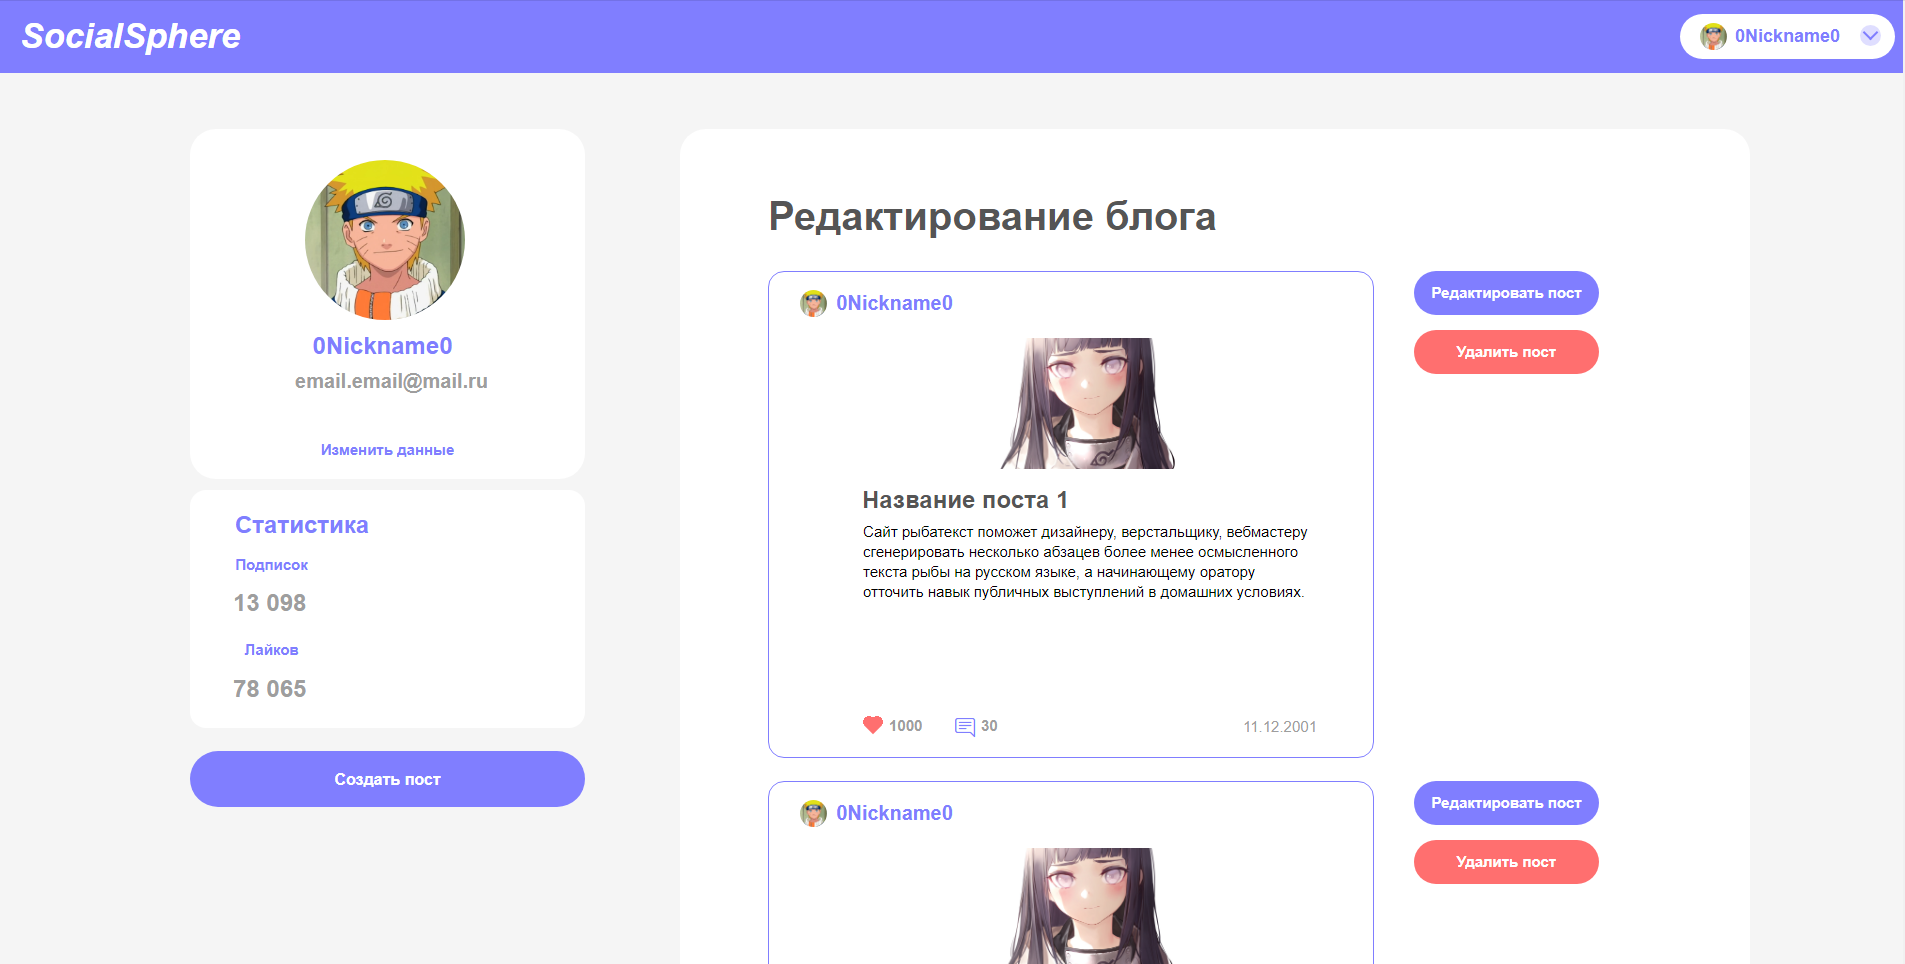 SocialSphere
0Nickname0
0Nickname0
email.email@mail.ru
Изменить данные
Статистика
Подписок
13 098
Лайков
78 065
Создать пост
Редактирование блога
0Nickname0
Название поста 1
Сайт рыбатекст поможет дизайнеру, верстальщику, вебмастеру
сгенерировать несколько абзацев более менее осмысленного
текста рыбы на русском языке, а начинающему оратору
отточить навык публичных выступлений в домашних условиях.
1000
30
11.12.2001
Редактировать пост
Удалить пост
0Nickname0
Редактировать пост
Удалить пост